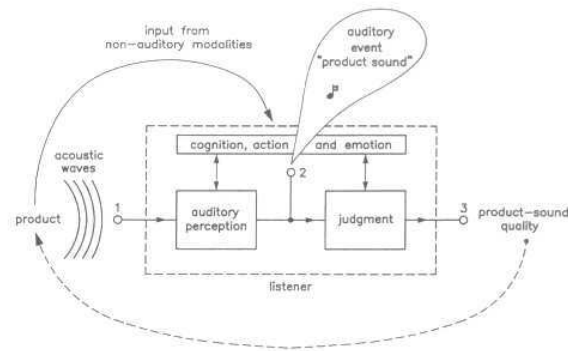 auditory
event
"product sound"
input from
non-auditory modalities
cognition, action and emotion
acoustic
waves
1
2
3
product
auditory
perception
judgment
product-sound
quality
listener